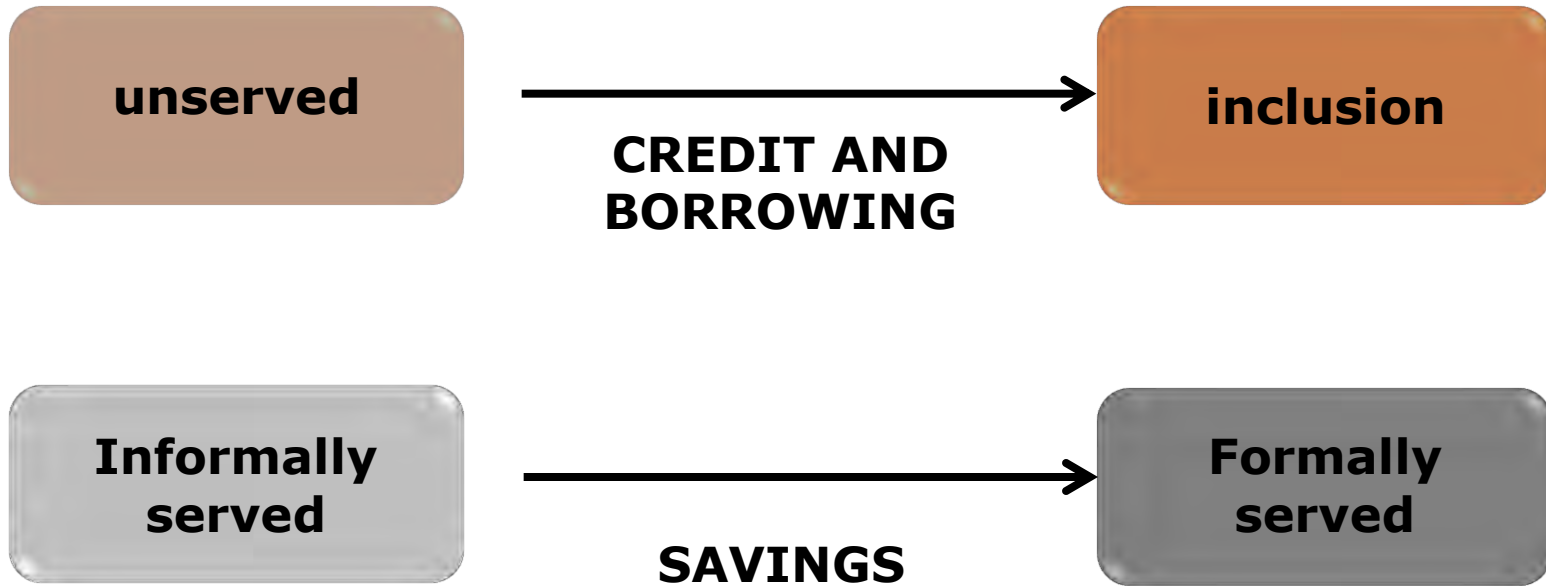 unserved
inclusion
CREDIT AND
BORROWING
Informally
served
Formally
served
SAVINGS